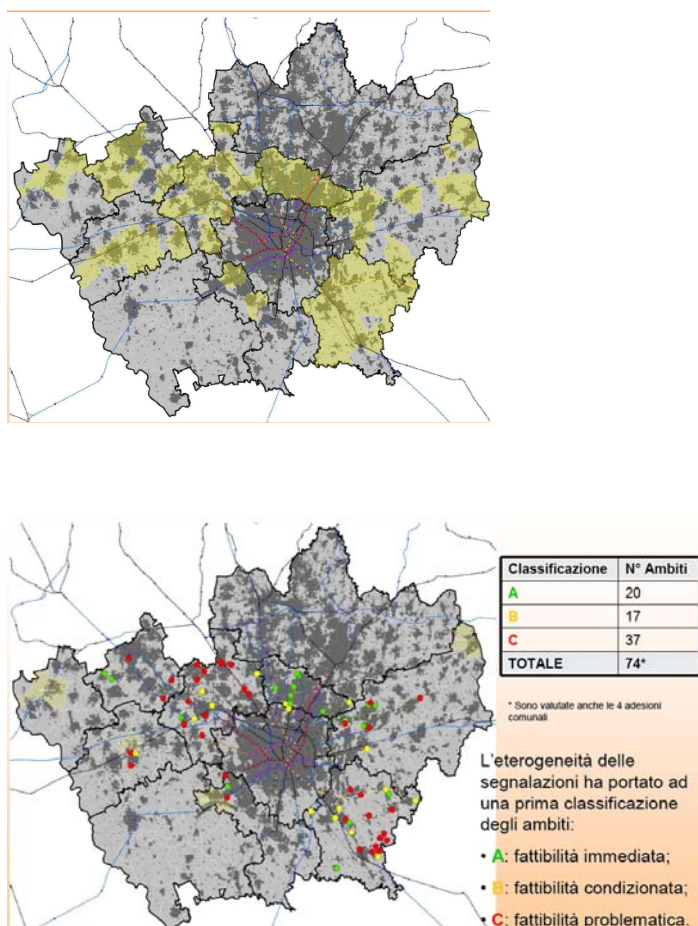 Classificazione N° Ambiti
A 20
B 17
C 37
TOTALE 74*
* Sono valutate anche le 4 adesioni
comunali
L'eterogeneità delle
segnalazioni ha portato ad
una prima classificazione
degli ambiti:
• A: fattibilità immediata;
• B: fattibilità condizionata;
• C: fattibilità problematica.